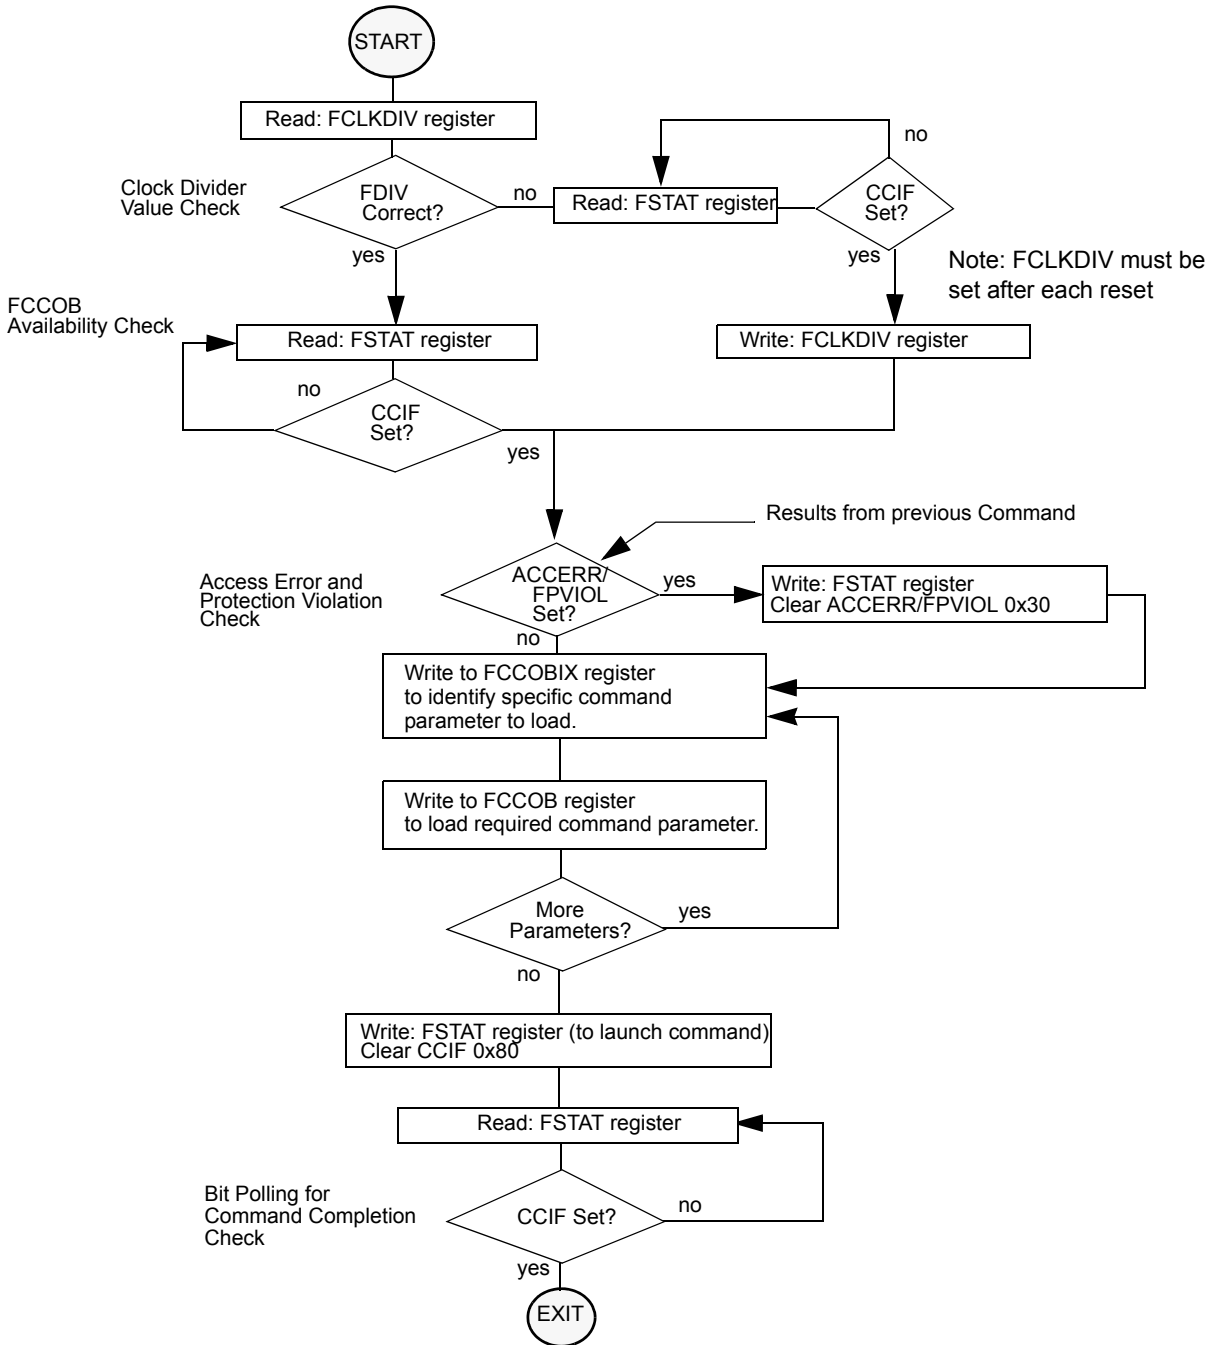 START
Read: FCLKDIV register
no
Clock Divider
Value Check
FDIV
Correct?
no
Read: FSTAT register
CCIF
Set?
yes
yes
Note: FCLKDIV must be
set after each reset
FCCOB
Availability Check
Read: FSTAT register
Write: FCLKDIV register
no
CCIF
Set?
yes
Results from previous Command
Access Error and
Protection Violation
Check
ACCERR/
FPVIOL
Set?
yes
Write: FSTAT register
Clear ACCERR/FPVIOL 0x30
no
Write to FCCOBIX register
to identify specific command
parameter to load.
Write to FCCOB register
to load required command parameter.
More
Parameters?
yes
no
Write: FSTAT register (to launch command)
Clear CCIF 0x80
Read: FSTAT register
Bit Polling for
Command Completion
Check
CCIF Set?
no
yes
EXIT